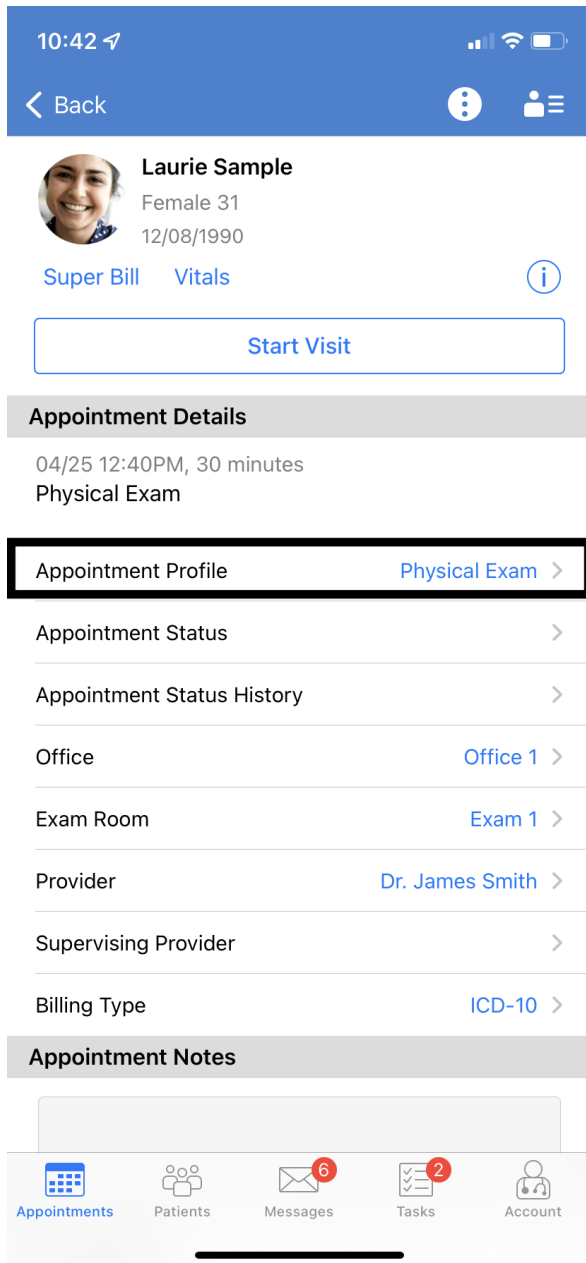 10:42
Back
Laurie Sample
Female 31
12/08/1990
Super Bill Vitals
i
Start Visit
Appointment Details
04/25 12:40PM, 30 minutes
Physical Exam
Appointment Profile Physical Exam
Appointment Status
Appointment Status History
Office Office 1
Exam Room Exam 1
Provider Dr. James Smith
Supervising Provider
Billing Type ICD-10
Appointment Notes
6 2
Appointments Patients Messages Tasks Account